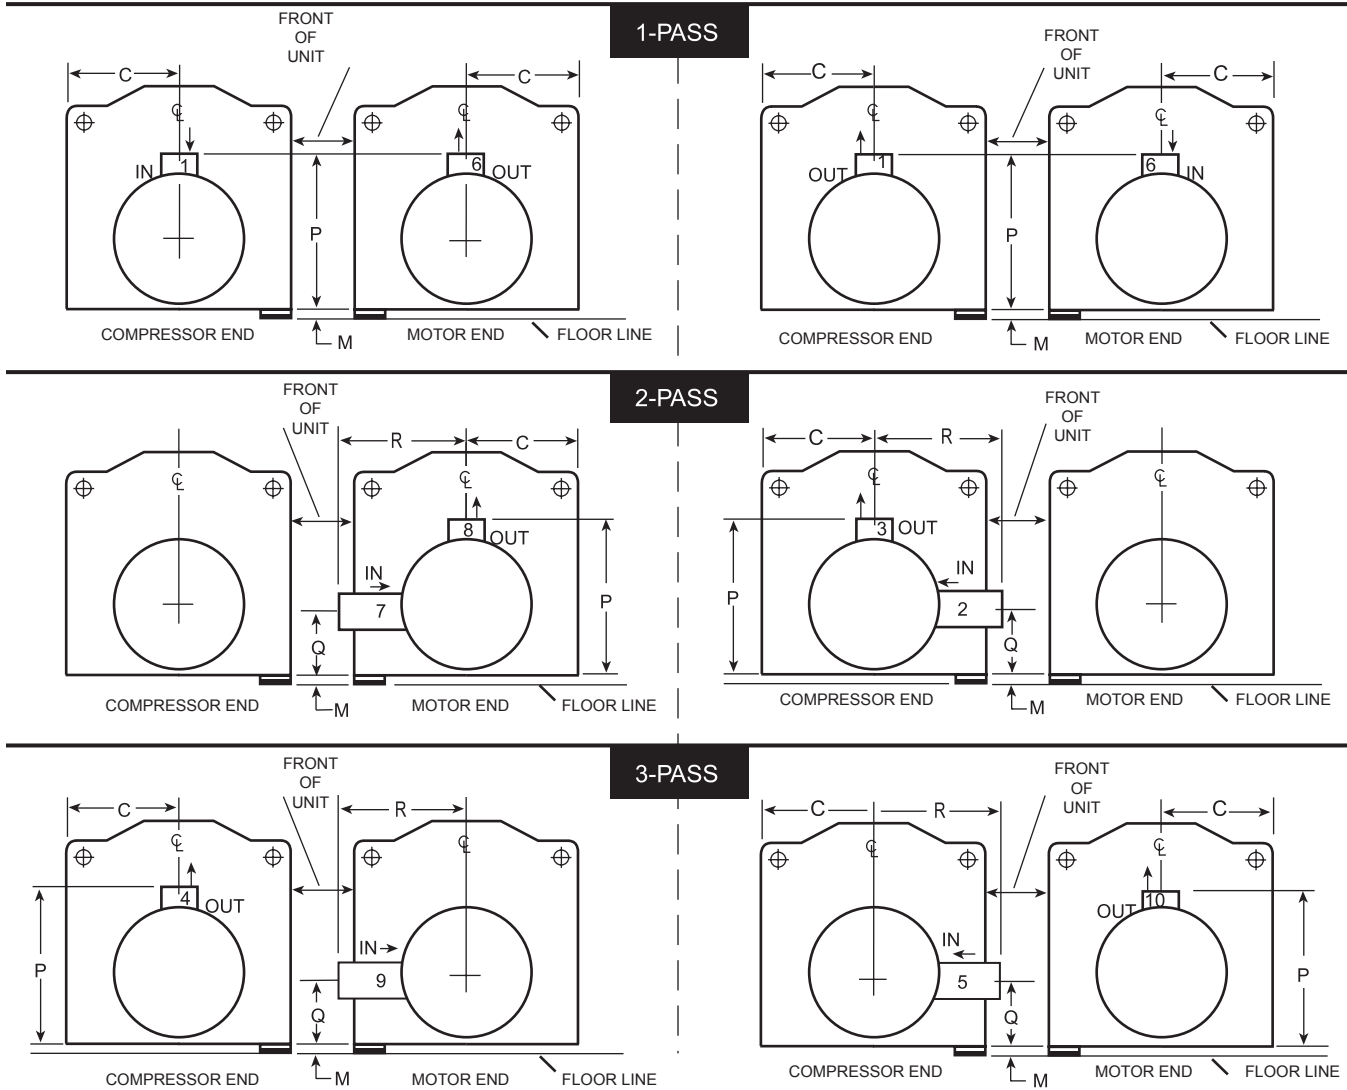 1-PASS
FRONT
OF
UNIT
C
C
℄
℄
IN
1
6
OUT
P
COMPRESSOR END
MOTOR END
FLOOR LINE
M
FRONT
OF
UNIT
C
C
℄
℄
OUT
1
6
IN
P
COMPRESSOR END
MOTOR END
FLOOR LINE
M
2-PASS
FRONT
OF
UNIT
R
C
℄
℄
8
OUT
IN
7
P
Q
COMPRESSOR END
MOTOR END
FLOOR LINE
M
FRONT
OF
UNIT
C
R
℄
℄
3
OUT
IN
2
P
Q
COMPRESSOR END
MOTOR END
FLOOR LINE
M
3-PASS
FRONT
OF
UNIT
C
R
℄
℄
4
OUT
IN
9
P
Q
COMPRESSOR END
MOTOR END
FLOOR LINE
M
FRONT
OF
UNIT
C
R
C
℄
℄
10
OUT
IN
5
P
Q
COMPRESSOR END
MOTOR END
FLOOR LINE
M